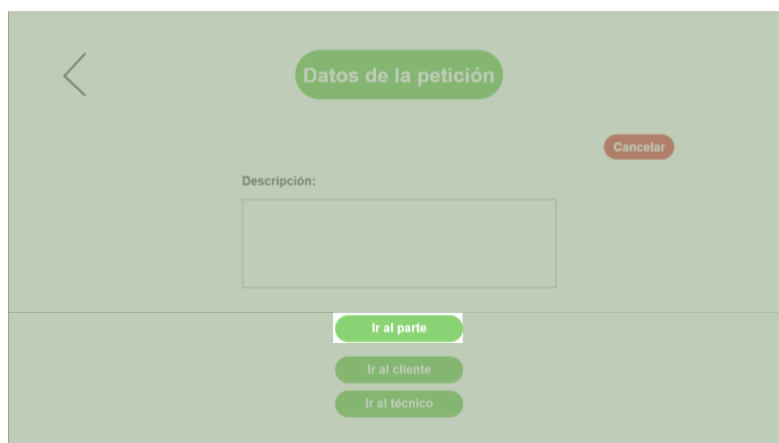 Datos de la petición
Cancelar
Descripción:
Ir al parte
Ir al cliente
Ir al técnico